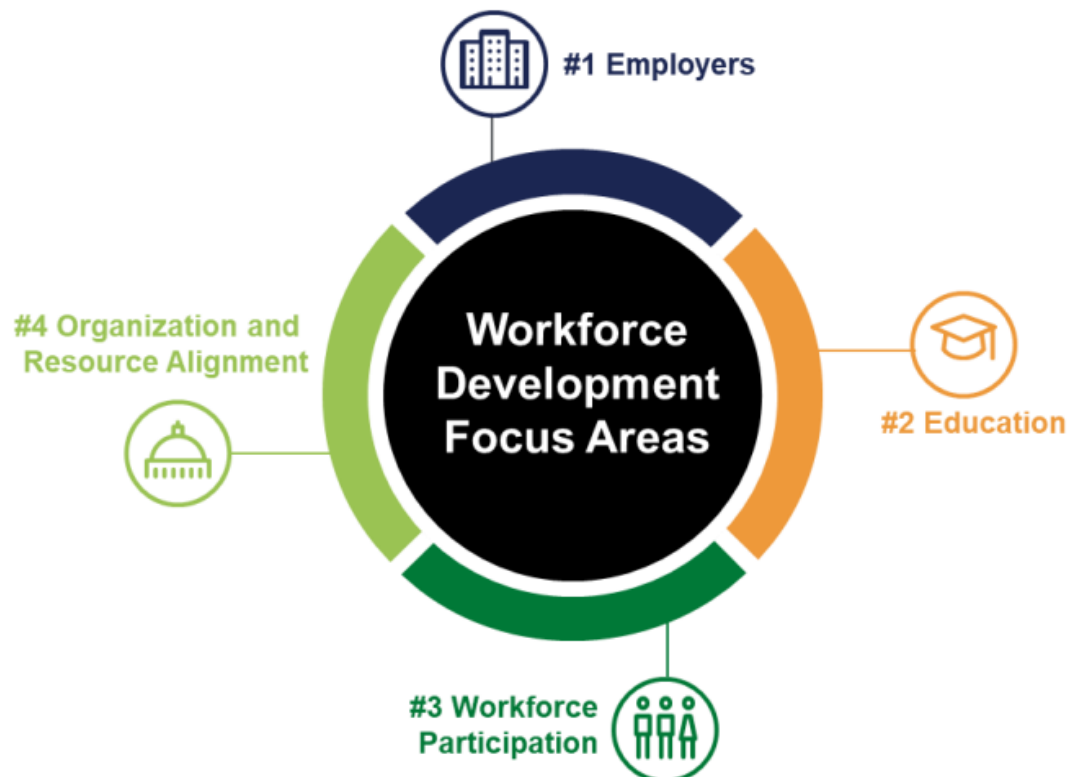 #1 Employers
Workforce
Development
Focus Areas
#2 Education
#3 Workforce
Participation
#4 Organization and
Resource Alignment